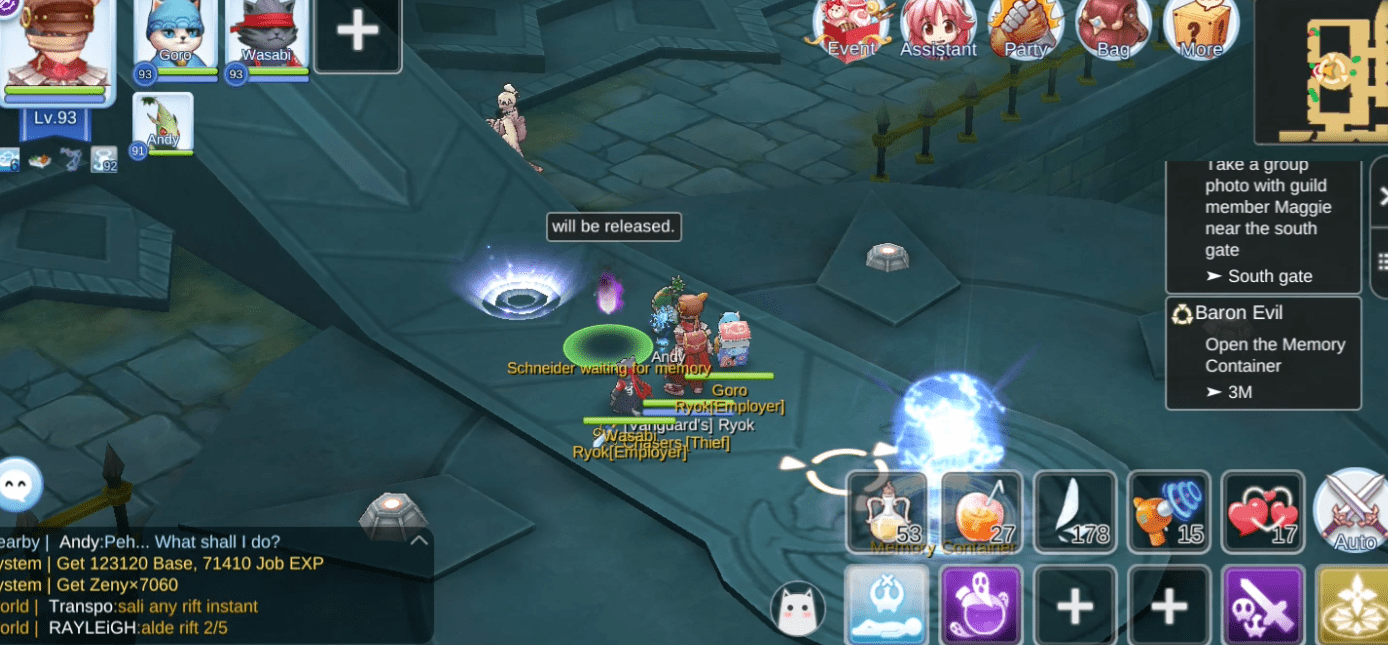 Goro
Wasabi
93
93
Event
Assistant
Party
Bag
More
Lv.93
Andy
91
6
92
Take a group
photo with guild
member Maggie
near the south
gate
South gate
Baron Evil
Open the Memory
Container
3M
will be released.
Andy
Schneider waiting for memory
Goro
Ryok[Employer]
[Vanguard's] Ryok
Wasabi
Chasers [Thief]
Ryok[Employer]
53
27
178
15
17
Auto
Memory Container
earby | Andy:Peh... What shall I do?
ystem | Get 123120 Base, 71410 Job EXP
ystem | Get Zeny×7060
orld | Transpo:sali any rift instant
orld | RAYLEiGH:alde rift 2/5